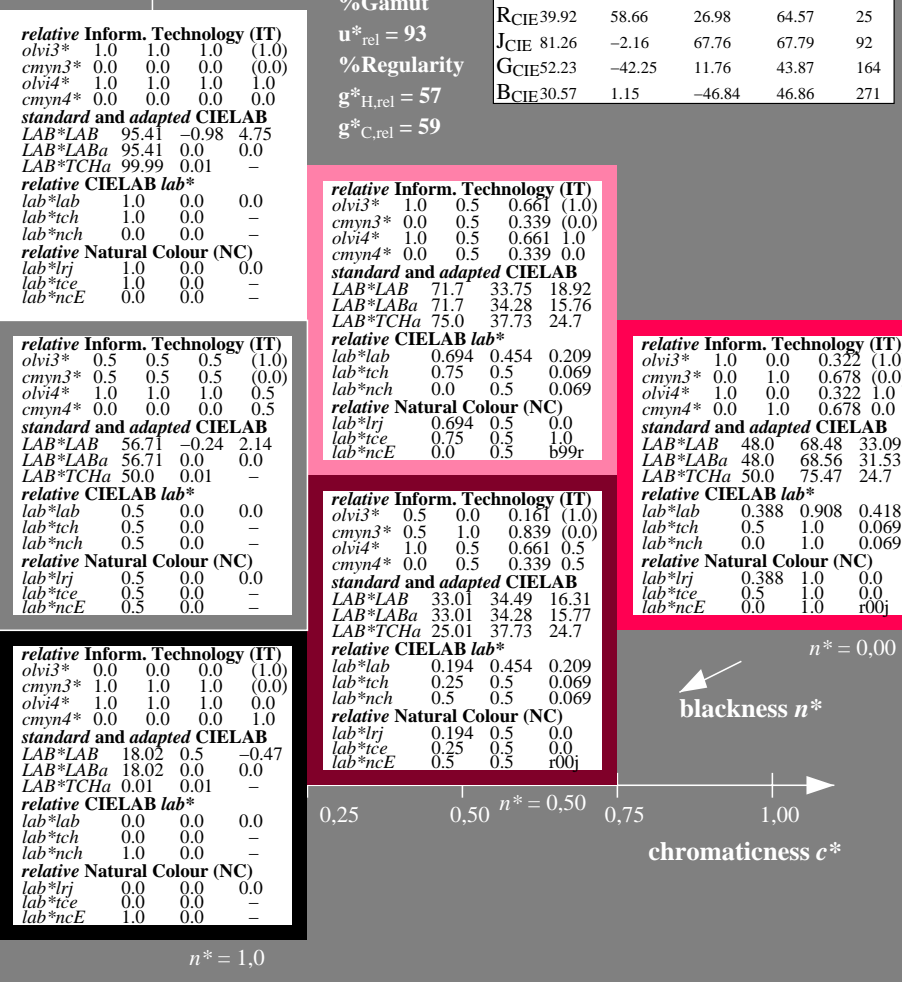 %Gamut
u*rel = 93
%Regularity
g*H,rel = 57
g*C,rel = 59
RCIE 39.92 58.66 26.98 64.57 25
JCIE 81.26 −2.16 67.76 67.79 92
GCIE 52.23 −42.25 11.76 43.87 164
BCIE 30.57 1.15 −46.84 46.86 271
relative Inform. Technology (IT)
olvi3* 1.0 1.0 1.0 (1.0)
cmyn3* 0.0 0.0 0.0 (0.0)
olvi4* 1.0 1.0 1.0 1.0
cmyn4* 0.0 0.0 0.0 0.0
standard and adapted CIELAB
LAB*LAB 95.41 −0.98 4.75
LAB*LABa 95.41 0.0 0.0
LAB*TCHa 99.99 0.01 –
relative CIELAB lab*
lab*lab 1.0 0.0 0.0
lab*tch 1.0 0.0 –
lab*nch 0.0 0.0 –
relative Natural Colour (NC)
lab*lrj 1.0 0.0 0.0
lab*tce 1.0 0.0 –
lab*ncE 0.0 0.0 –
relative Inform. Technology (IT)
olvi3* 1.0 0.5 0.661 (1.0)
cmyn3* 0.0 0.5 0.339 (0.0)
olvi4* 1.0 0.5 0.661 1.0
cmyn4* 0.0 0.5 0.339 0.0
standard and adapted CIELAB
LAB*LAB 71.7 33.75 18.92
LAB*LABa 71.7 34.28 15.76
LAB*TCHa 75.0 37.73 24.7
relative CIELAB lab*
lab*lab 0.694 0.454 0.209
lab*tch 0.75 0.5 0.069
lab*nch 0.0 0.5 0.069
relative Natural Colour (NC)
lab*lrj 0.694 0.5 0.0
lab*tce 0.75 0.5 1.0
lab*ncE 0.0 0.5 b99r
relative Inform. Technology (IT)
olvi3* 0.5 0.5 0.5 (1.0)
cmyn3* 0.5 0.5 0.5 (0.0)
olvi4* 1.0 1.0 1.0 0.5
cmyn4* 0.0 0.0 0.0 0.5
standard and adapted CIELAB
LAB*LAB 56.71 −0.24 2.14
LAB*LABa 56.71 0.0 0.0
LAB*TCHa 50.0 0.01 –
relative CIELAB lab*
lab*lab 0.5 0.0 0.0
lab*tch 0.5 0.0 –
lab*nch 0.5 0.0 –
relative Natural Colour (NC)
lab*lrj 0.5 0.0 0.0
lab*tce 0.5 0.0 –
lab*ncE 0.5 0.0 –
relative Inform. Technology (IT)
olvi3* 1.0 0.0 0.322 (1.0
cmyn3* 0.0 1.0 0.678 (0.0
olvi4* 1.0 0.0 0.322 1.0
cmyn4* 0.0 1.0 0.678 0.0
standard and adapted CIELAB
LAB*LAB 48.0 68.48 33.09
LAB*LABa 48.0 68.56 31.53
LAB*TCHa 50.0 75.47 24.7
relative CIELAB lab*
lab*lab 0.388 0.908 0.418
lab*tch 0.5 1.0 0.069
lab*nch 0.0 1.0 0.069
relative Natural Colour (NC)
lab*lrj 0.388 1.0 0.0
lab*tce 0.5 1.0 0.0
lab*ncE 0.0 1.0 r00j
relative Inform. Technology (IT)
olvi3* 0.5 0.0 0.161 (1.0)
cmyn3* 0.5 1.0 0.839 (0.0)
olvi4* 1.0 0.5 0.661 0.5
cmyn4* 0.0 0.5 0.339 0.5
standard and adapted CIELAB
LAB*LAB 33.01 34.49 16.31
LAB*LABa 33.01 34.28 15.77
LAB*TCHa 25.01 37.73 24.7
relative CIELAB lab*
lab*lab 0.194 0.454 0.209
lab*tch 0.25 0.5 0.069
lab*nch 0.5 0.5 0.069
relative Natural Colour (NC)
lab*lrj 0.194 0.5 0.0
lab*tce 0.25 0.5 0.0
lab*ncE 0.5 0.5 r00j
relative Inform. Technology (IT)
olvi3* 0.0 0.0 0.0 (1.0)
cmyn3* 1.0 1.0 1.0 (0.0)
olvi4* 1.0 1.0 1.0 0.0
cmyn4* 0.0 0.0 0.0 1.0
standard and adapted CIELAB
LAB*LAB 18.02 0.5 −0.47
LAB*LABa 18.02 0.0 0.0
LAB*TCHa 0.01 0.01 –
relative CIELAB lab*
lab*lab 0.0 0.0 0.0
lab*tch 0.0 0.0 –
lab*nch 1.0 0.0 –
relative Natural Colour (NC)
lab*lrj 0.0 0.0 0.0
lab*tce 0.0 0.0 –
lab*ncE 1.0 0.0 –
n* = 0,00
blackness n*
n* = 0,50
0,25 0,50 0,75 1,00
chromaticness c*
n* = 1,0